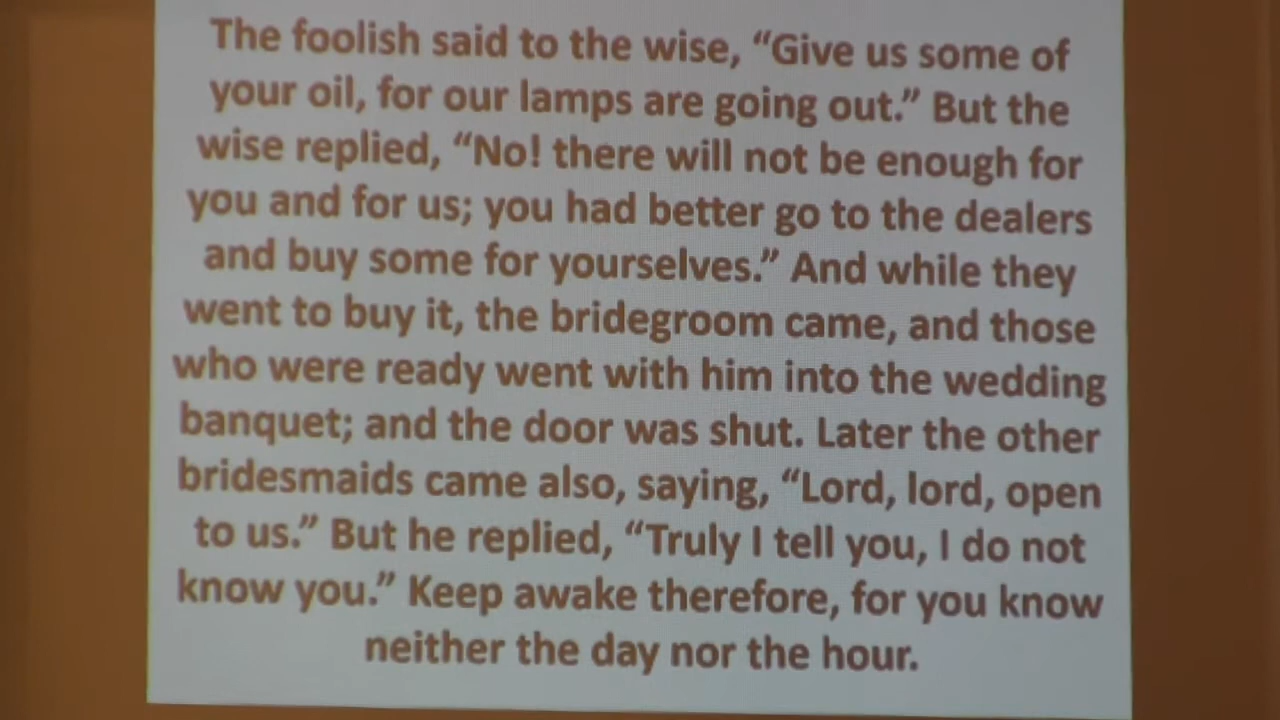 The foolish said to the wise, “Give us some of
your oil, for our lamps are going out.” But the
wise replied, “No! there will not be enough for
you and for us; you had better go to the dealers
and buy some for yourselves.” And while they
went to buy it, the bridegroom came, and those
who were ready went with him into the wedding
banquet; and the door was shut. Later the other
bridesmaids came also, saying, “Lord, lord, open
to us.” But he replied, “Truly I tell you, I do not
know you.” Keep awake therefore, for you know
neither the day nor the hour.